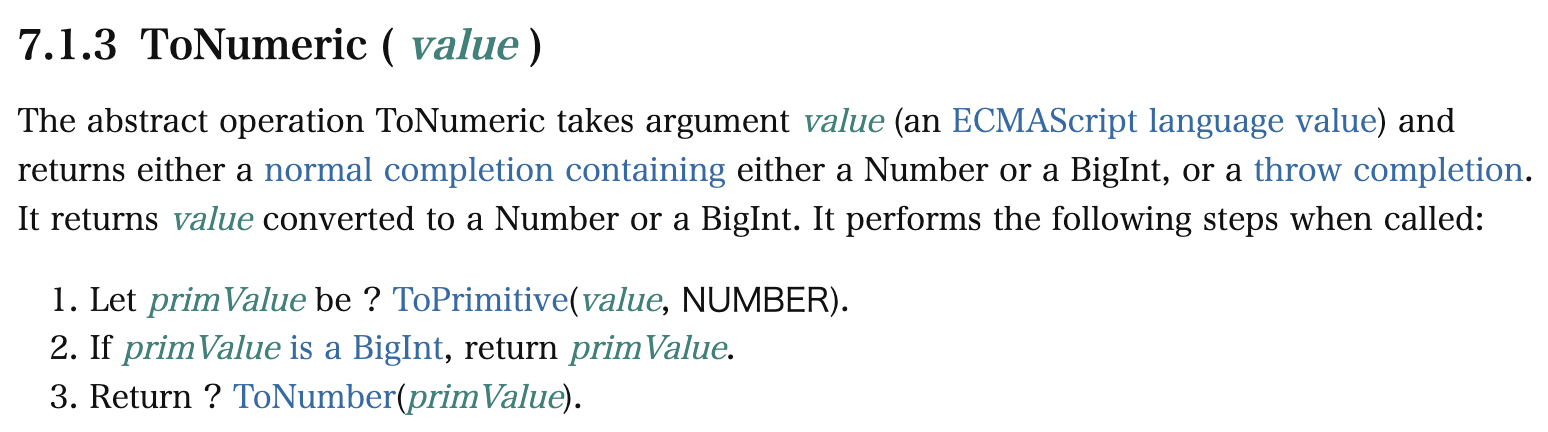 7.1.3 ToNumeric ( value )
The abstract operation ToNumeric takes argument value (an ECMAScript language value) and
returns either a normal completion containing either a Number or a BigInt, or a throw completion.
It returns value converted to a Number or a BigInt. It performs the following steps when called:
1. Let primValue be ? ToPrimitive(value, NUMBER).
2. If primValue is a BigInt, return primValue.
3. Return ? ToNumber(primValue).